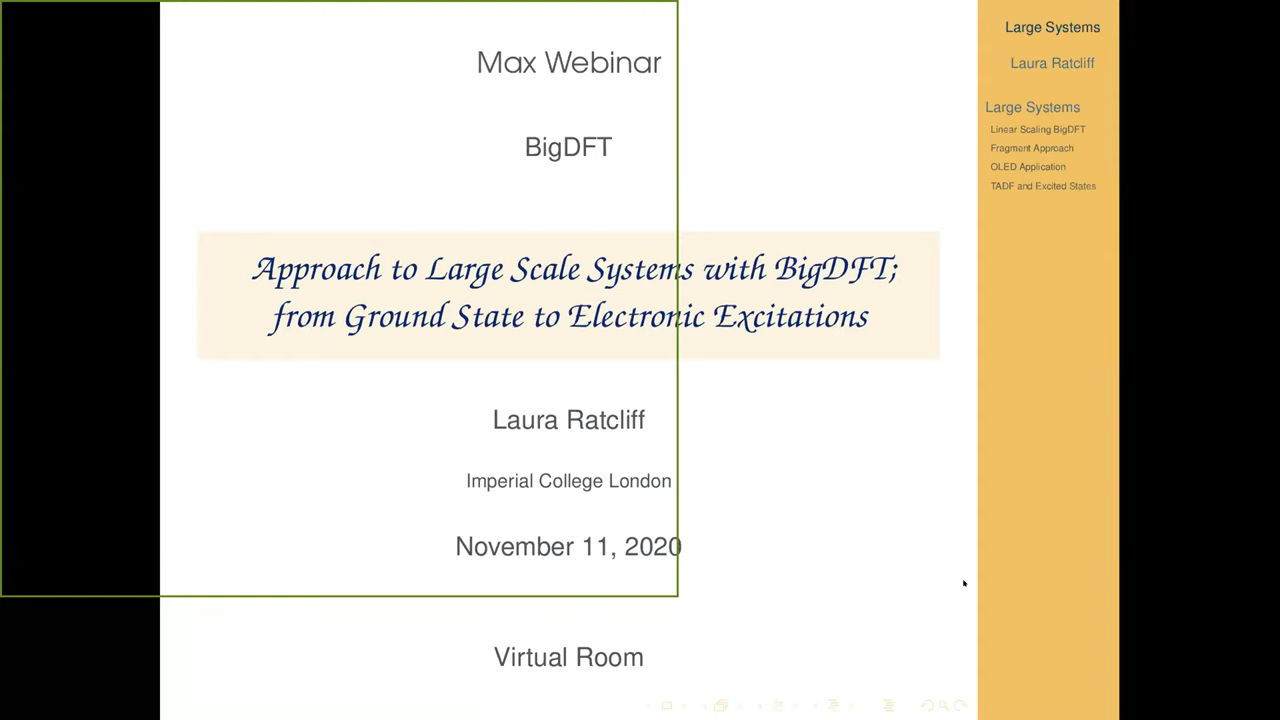 Max Webinar
BigDFT
Approach to Large Scale Systems with BigDFT;
from Ground State to Electronic Excitations
Laura Ratcliff
Imperial College London
November 11, 2020
Virtual Room
Large Systems
Laura Ratcliff
Large Systems
Linear Scaling BigDFT
Fragment Approach
OLED Application
TADF and Excited States